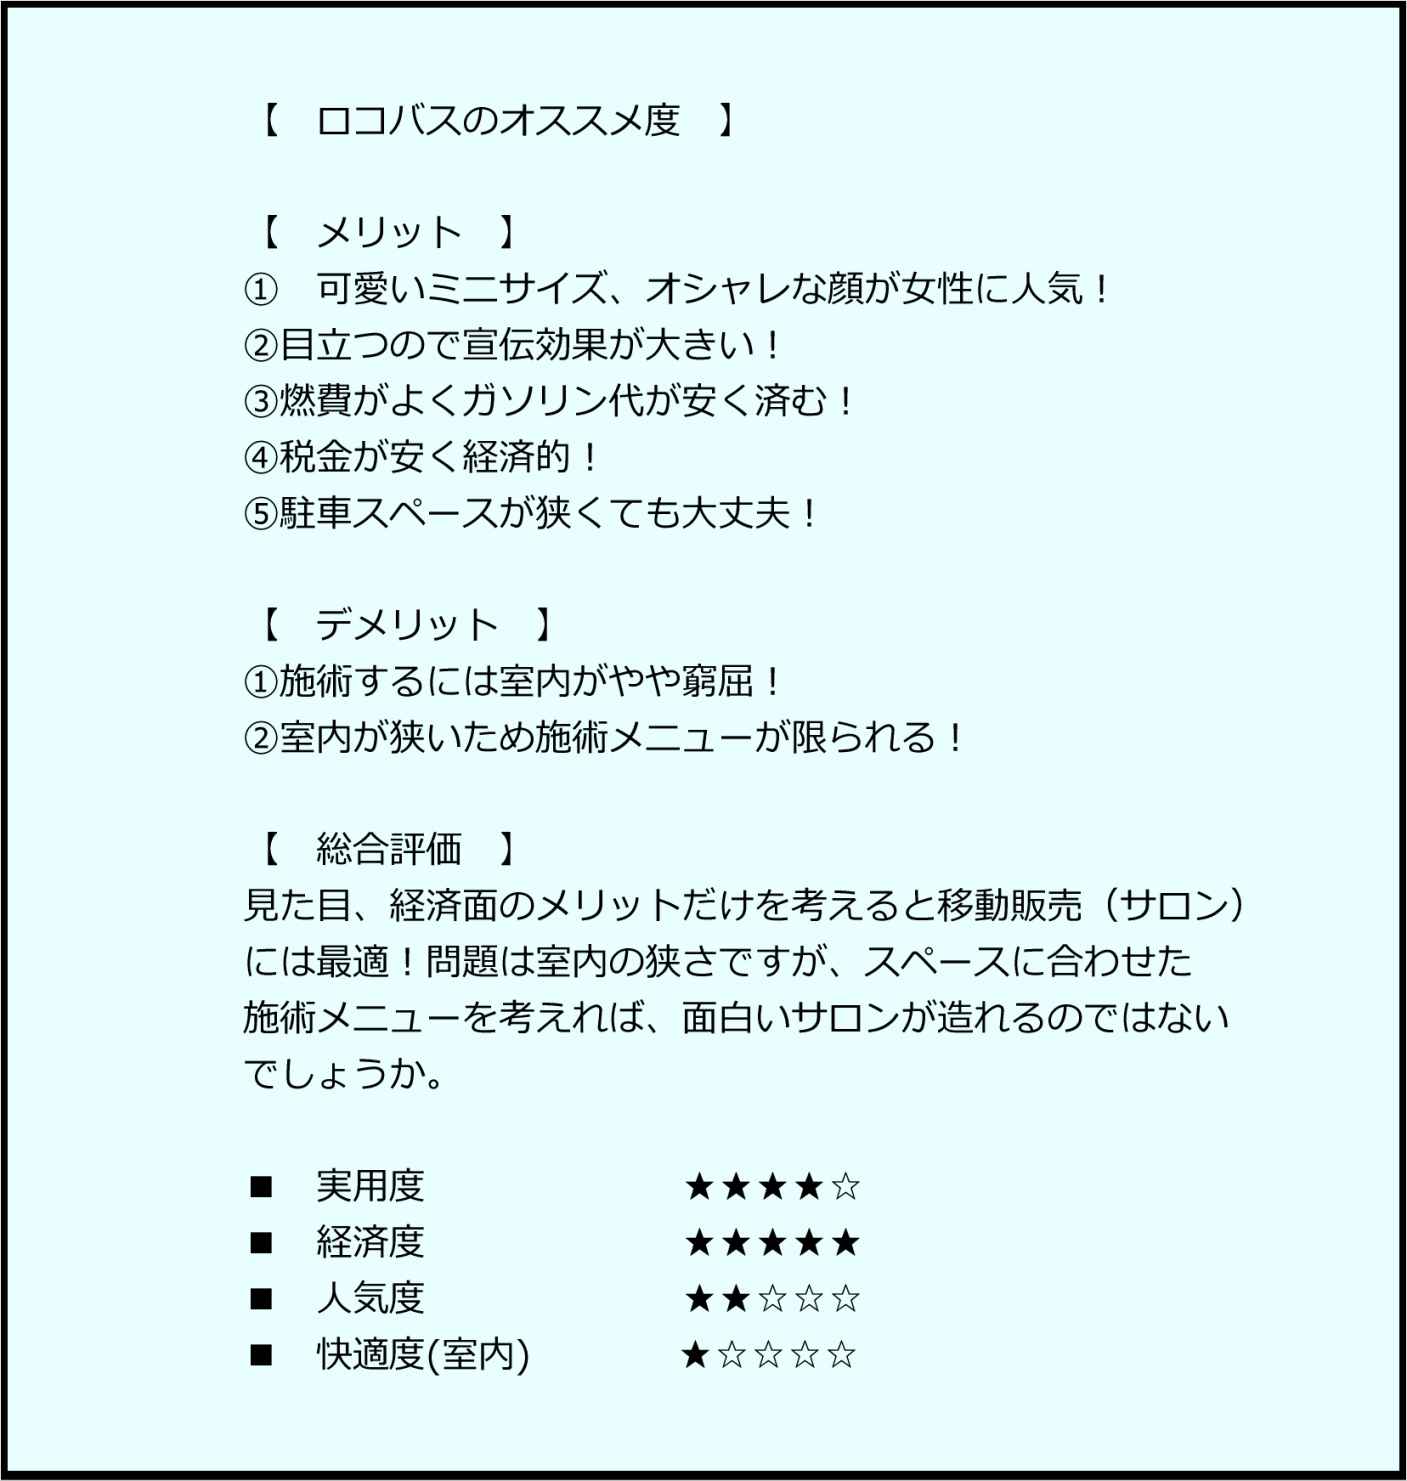 【　ロコバスのオススメ度　】
【　メリット　】
①　可愛いミニサイズ、オシャレな顔が女性に人気！
②目立つので宣伝効果が大きい！
③燃費がよくガソリン代が安く済む！
④税金が安く経済的！
⑤駐車スペースが狭くても大丈夫！
【　デメリット　】
①施術するには室内がやや窮屈！
②室内が狭いため施術メニューが限られる！
【　総合評価　】
見た目、経済面のメリットだけを考えると移動販売（サロン）
には最適！問題は室内の狭さですが、スペースに合わせた
施術メニューを考えれば、面白いサロンが造れるのではない
でしょうか。
■　実用度　　　　　　　★★★★☆
■　経済度　　　　　　　★★★★★
■　人気度　　　　　　　★★☆☆☆
■　快適度(室内)　　　　★☆☆☆☆